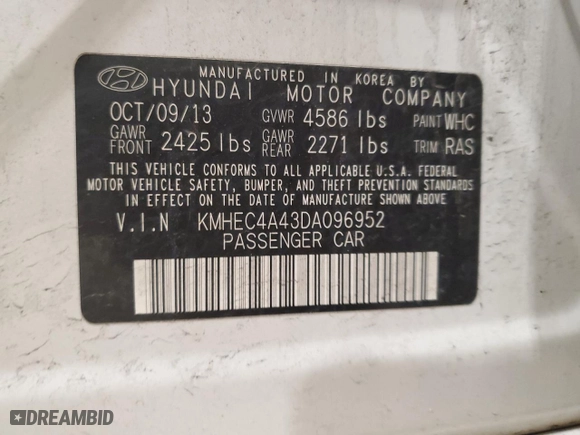 MANUFACTURED IN KOREA BY
HYUNDAI MOTOR COMPANY
OCT/09/13 GVWR 4586 lbs PAINT WHC
GAWR FRONT 2425 lbs GAWR REAR 2271 lbs TRIM RAS
THIS VEHICLE CONFORMS TO ALL APPLICABLE U.S.A. FEDERAL
MOTOR VEHICLE SAFETY, BUMPER, AND THEFT PREVENTION STANDARDS
IN EFFECT ON THE DATE OF MANUFACTURE SHOWN ABOVE.
V.I.N KMHEC4A43DA096952
PASSENGER CAR
DREAMBID